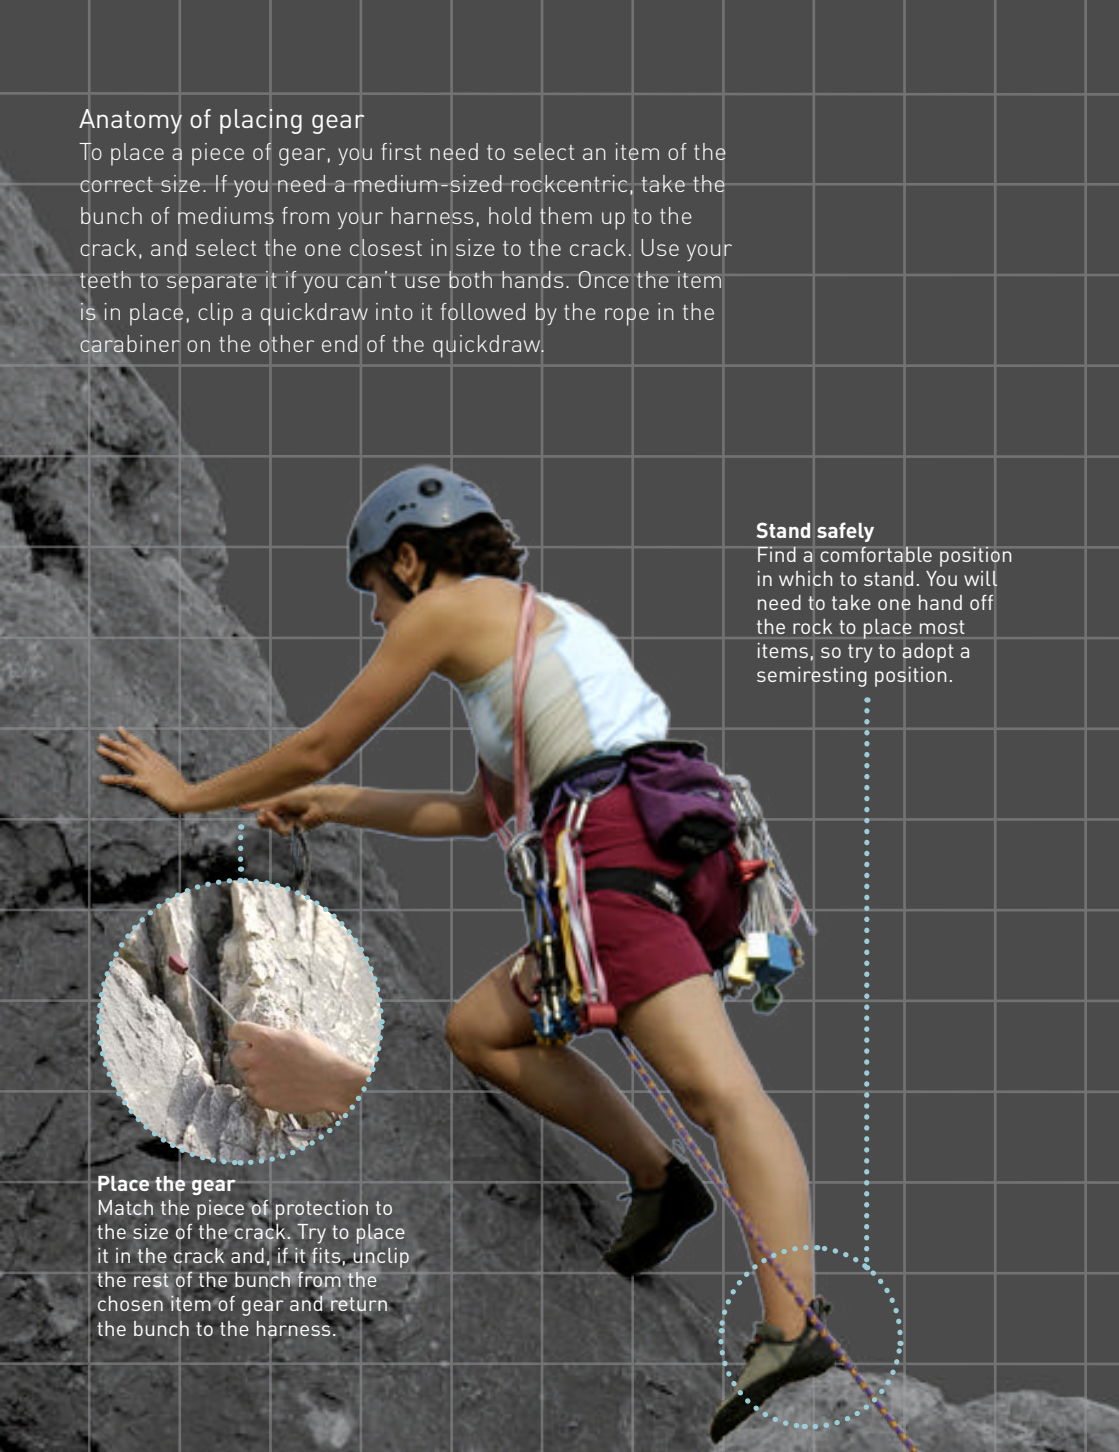 Anatomy of placing gear
To place a piece of gear, you first need to select an item of the
correct size. If you need a medium-sized rockcentric, take the
bunch of mediums from your harness, hold them up to the
crack, and select the one closest in size to the crack. Use your
teeth to separate it if you can't use both hands. Once the item
is in place, clip a quickdraw into it followed by the rope in the
carabiner on the other end of the quickdraw.
Stand safely
Find a comfortable position
in which to stand. You will
need to take one hand off
the rock to place most
items, so try to adopt a
semiresting position.
Place the gear
Match the piece of protection to
the size of the crack. Try to place
it in the crack and, if it fits, unclip
the rest of the bunch from the
chosen item of gear and return
the bunch to the harness.